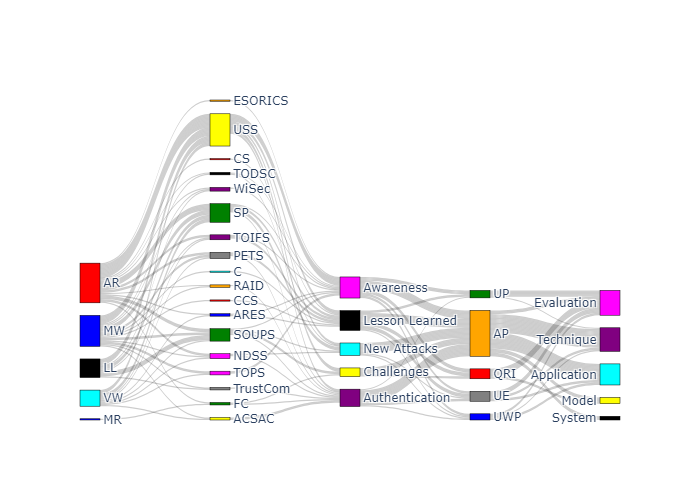 AR
MW
LL
VW
MR
ESORICS
USS
CS
TODSC
WiSec
SP
TOIFS
PETS
C
RAID
CCS
ARES
SOUPS
NDSS
TOPS
TrustCom
FC
ACSAC
Awareness
Lesson Learned
New Attacks
Challenges
Authentication
UP
AP
QRI
UE
UWP
Evaluation
Technique
Application
Model
System